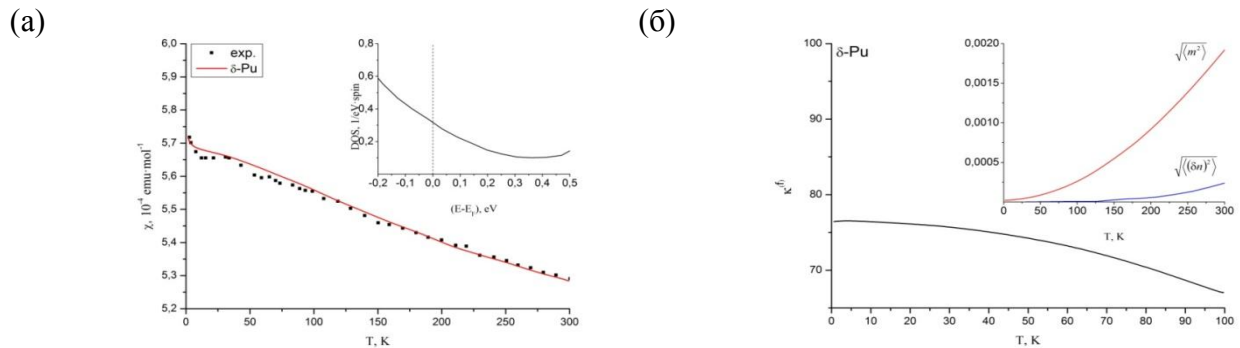 (а)
6,0
5,9
5,8
5,7
5,6
5,5
5,4
5,3
5,2
χ, 10⁻⁴ emu·mol⁻¹
exp.
δ-Pu
0 50 100 150 200 250 300
T, K
0,8
0,6
0,4
0,2
DOS, 1/eV·spin
-0,2 -0,1 0,0 0,1 0,2 0,3 0,4 0,5
(E-E_F), eV
(б)
100
95
90
85
80
75
70
κ^(f)
δ-Pu
0 10 20 30 40 50 60 70 80 90 100
T, K
0,0020
0,0015
0,0010
0,0005
√⟨m²⟩
√⟨(δn)²⟩
0 50 100 150 200 250 300
T, K